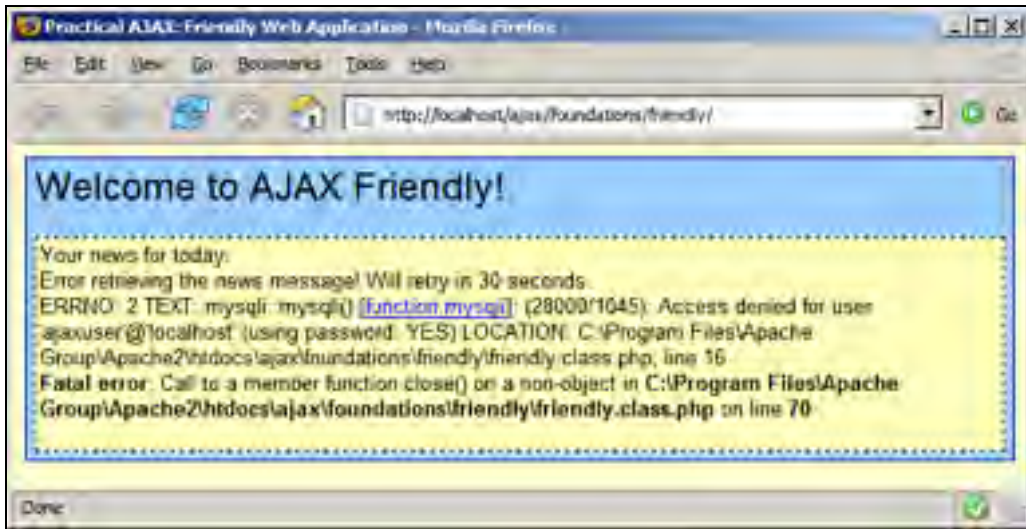 Practical AJAX: Friendly Web Application - Mozilla Firefox
File Edit View Go Bookmarks Tools Help
http://localhost/ajax/foundations/friendly/ Go
Welcome to AJAX Friendly!
Your news for today:
Error retrieving the news message! Will retry in 30 seconds.
ERRNO: 2 TEXT: mysqli::mysqli() [function.mysqli]: (28000/1045): Access denied for user
'ajaxuser'@'localhost' (using password: YES) LOCATION: C:\Program Files\Apache
Group\Apache2\htdocs\ajax\foundations\friendly\friendly.class.php, line 16
Fatal error: Call to a member function close() on a non-object in C:\Program Files\Apache
Group\Apache2\htdocs\ajax\foundations\friendly\friendly.class.php on line 70
Done